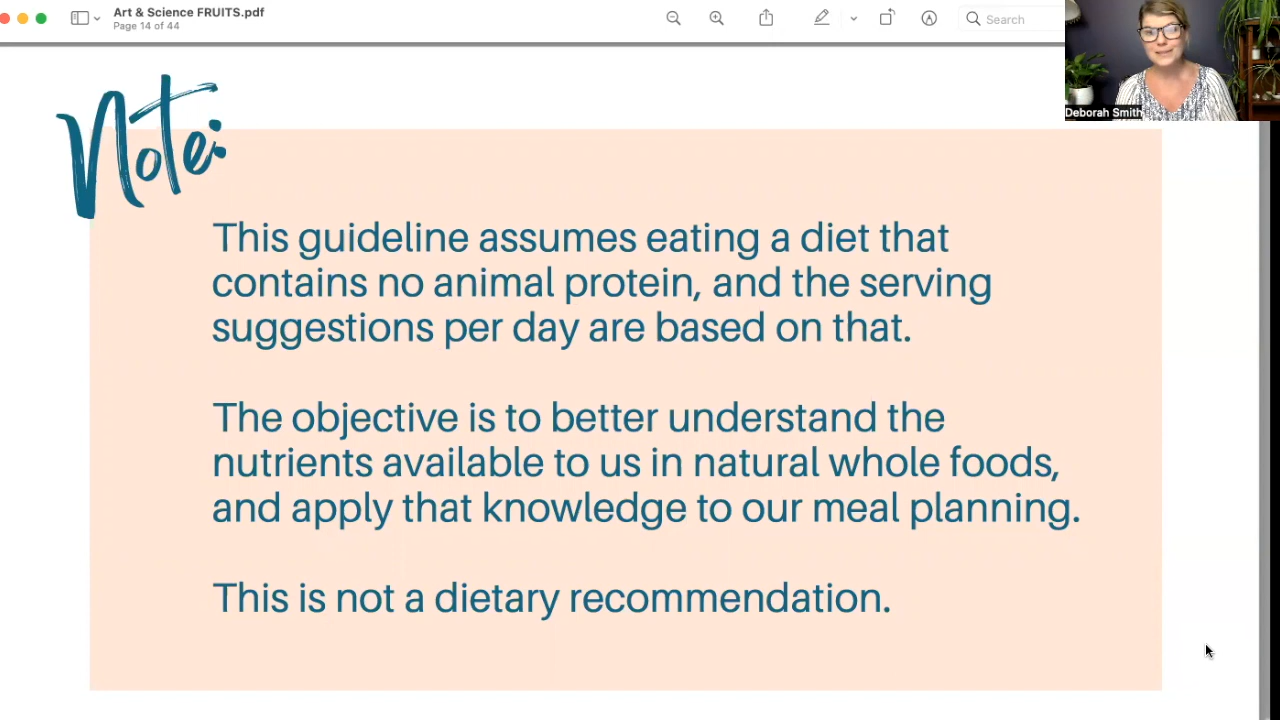 Art & Science FRUITS.pdf
Page 14 of 44
Search
Deborah Smith
Note:
This guideline assumes eating a diet that
contains no animal protein, and the serving
suggestions per day are based on that.
The objective is to better understand the
nutrients available to us in natural whole foods,
and apply that knowledge to our meal planning.
This is not a dietary recommendation.